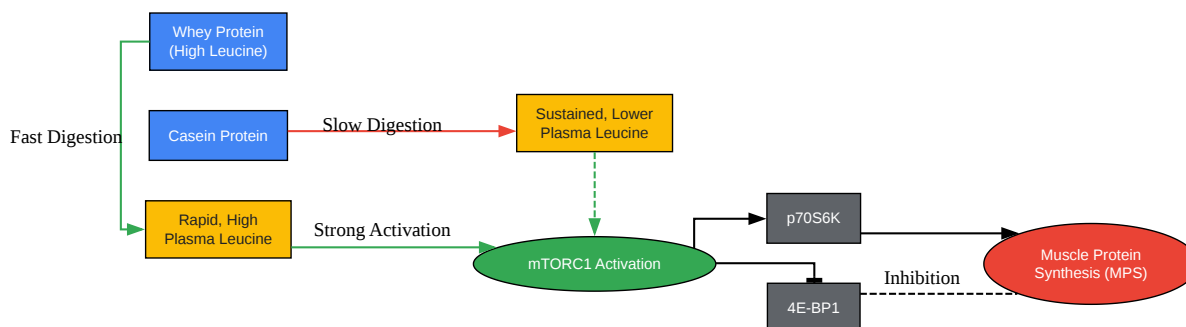 Whey Protein
(High Leucine)
Fast Digestion
Casein Protein
Slow Digestion
Sustained, Lower
Plasma Leucine
Rapid, High
Plasma Leucine
Strong Activation
mTORC1 Activation
p70S6K
4E-BP1
Inhibition
Muscle Protein
Synthesis (MPS)